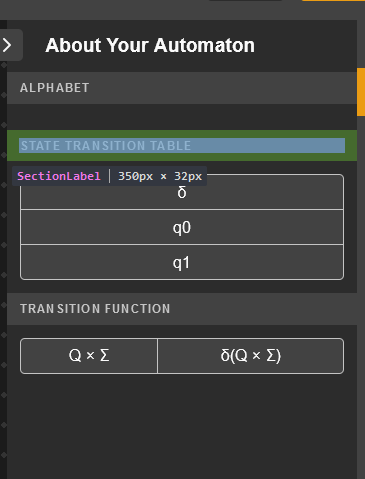 About Your Automaton
ALPHABET
STATE TRANSITION TABLE
SectionLabel | 350px × 32px
δ
q0
q1
TRANSITION FUNCTION
Q × Σ δ(Q × Σ)